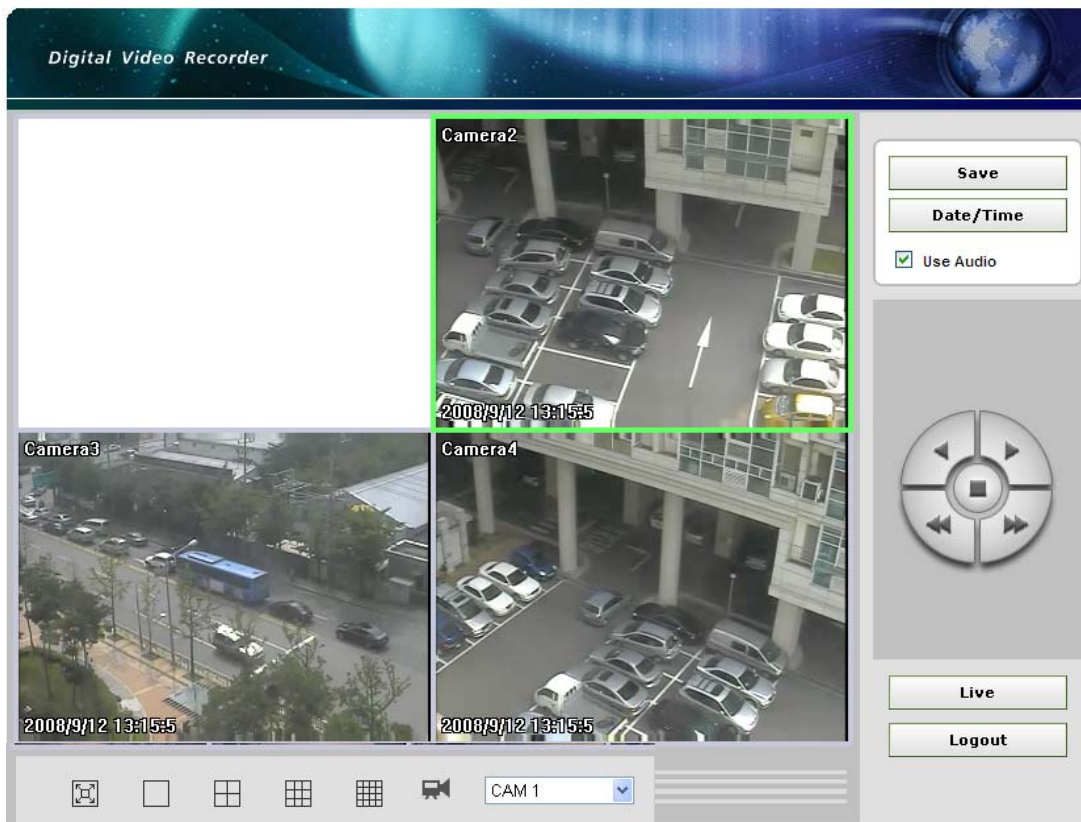 Digital Video Recorder
Camera2
2008/9/12 13:15:5
Camera3
2008/9/12 13:15:5
Camera4
2008/9/12 13:15:5
Save
Date/Time
Use Audio
Live
Logout
CAM 1